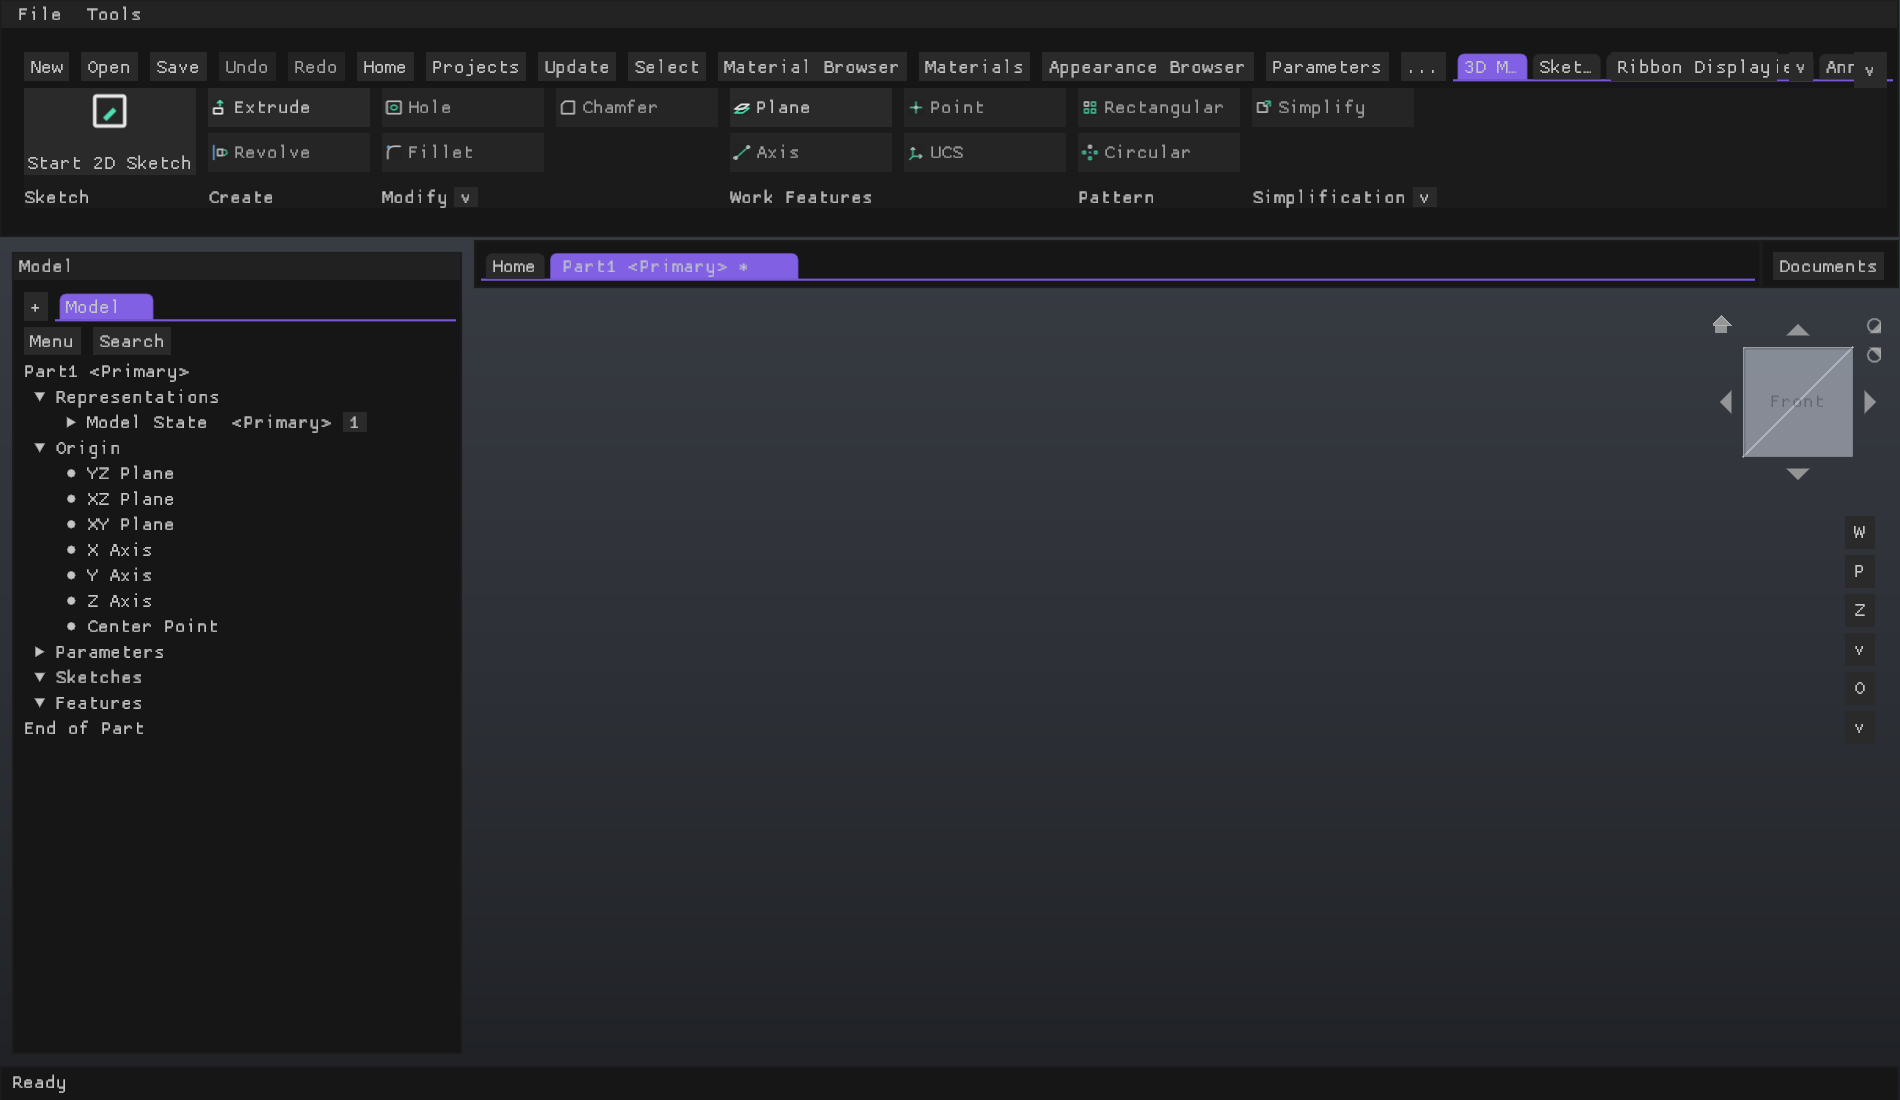 File Tools
New Open Save Undo Redo Home Projects Update Select Material Browser Materials Appearance Browser Parameters ... 3D M… Sket… Ribbon Display v v
Extrude Hole Chamfer Plane Point Rectangular Simplify
Start 2D Sketch Revolve Fillet Axis UCS Circular
Sketch Create Modify v Work Features Pattern Simplification v
Model
Home Part1 <Primary> * Documents
+ Model
Menu Search
Part1 <Primary>
Representations
Model State <Primary> 1
Origin
YZ Plane
XZ Plane
XY Plane
X Axis
Y Axis
Z Axis
Center Point
Parameters
Sketches
Features
End of Part
Front
W
P
Z
v
O
v
Ready